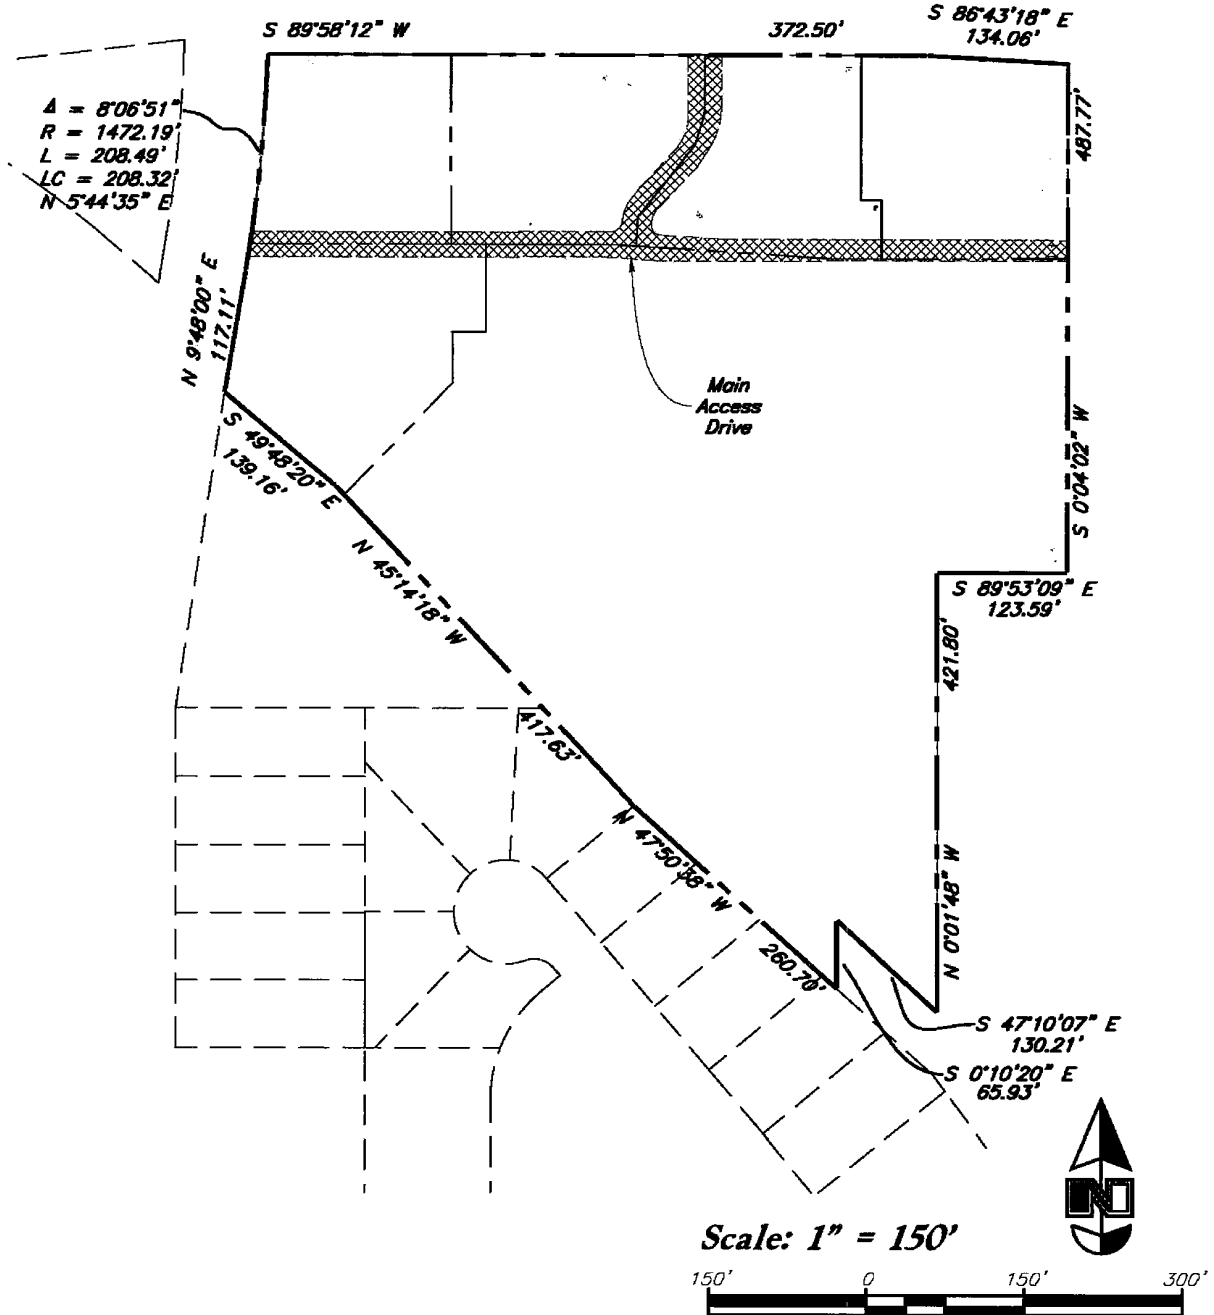 S 89°58'12" W
372.50'
S 86°43'18" E
134.06'
Δ = 8°06'51"
R = 1472.19'
L = 208.49'
LC = 208.32'
N 5°44'35" E
487.77'
N 9°48'00" E
117.11'
Main
Access
Drive
S 49°48'20" E
139.16'
S 0°04'02" W
N 45°14'18" W
417.63'
S 89°53'09" E
123.59'
421.80'
N 47°50'38" W
260.70'
N 0°01'48" W
S 47°10'07" E
130.21'
S 0°10'20" E
65.93'
N
Scale: 1" = 150'
150' 0 150' 300'